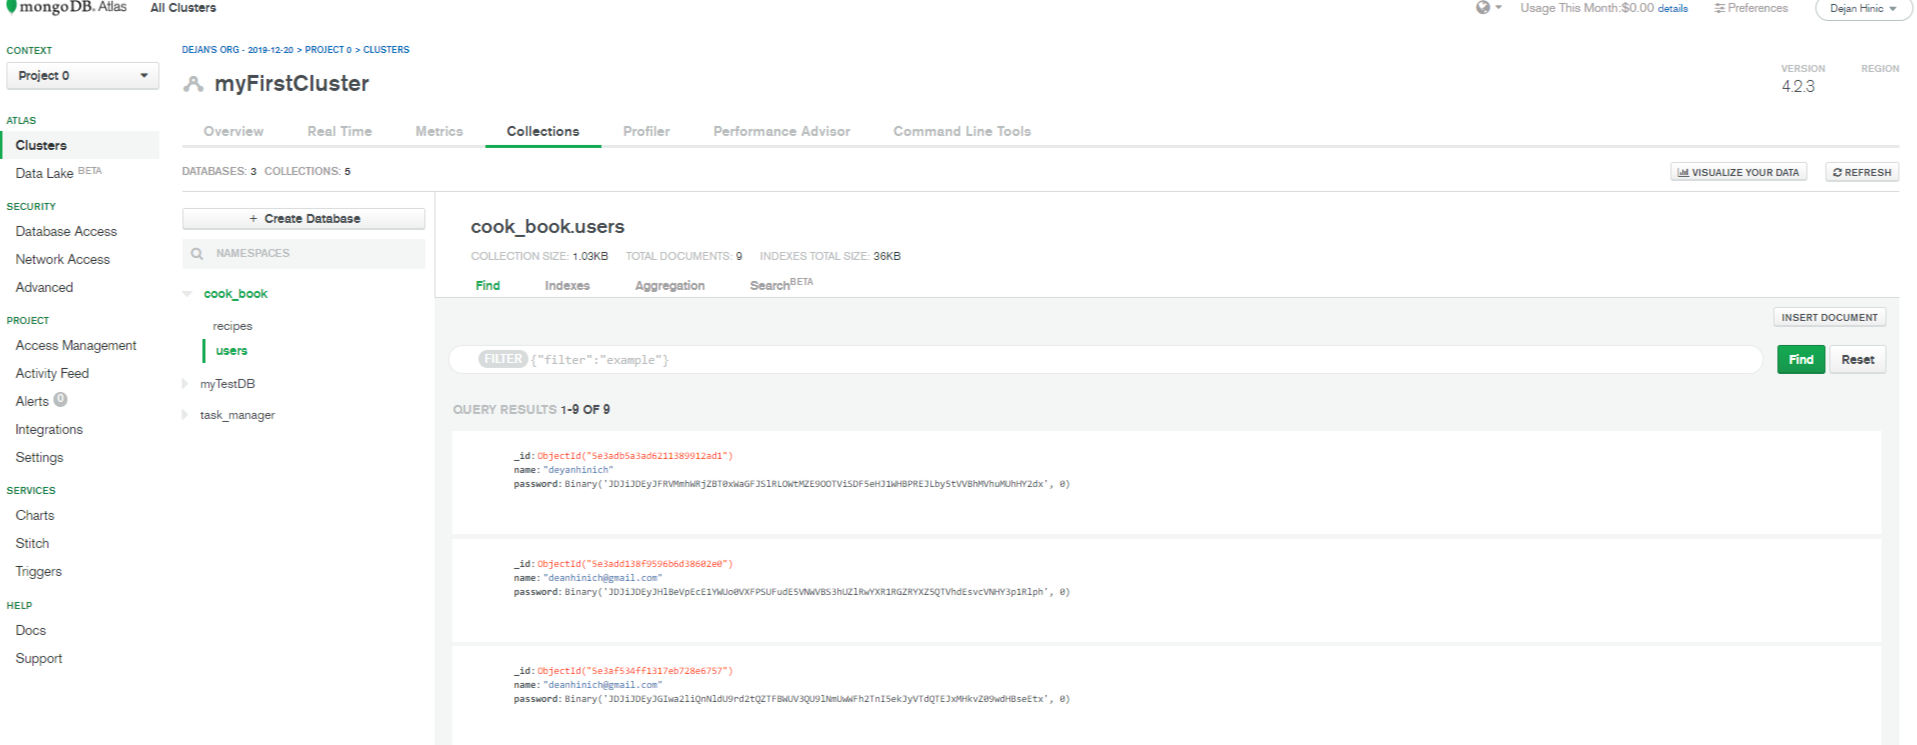 mongoDB. Atlas All Clusters Usage This Month:$0.00 details Preferences Dejan Hinic
CONTEXT
Project 0
ATLAS
Clusters
Data Lake BETA
SECURITY
Database Access
Network Access
Advanced
PROJECT
Access Management
Activity Feed
Alerts 0
Integrations
Settings
SERVICES
Charts
Stitch
Triggers
HELP
Docs
Support
DEJAN'S ORG - 2019-12-20 > PROJECT 0 > CLUSTERS
myFirstCluster
VERSION REGION
4.2.3
Overview Real Time Metrics Collections Profiler Performance Advisor Command Line Tools
DATABASES: 3 COLLECTIONS: 5
VISUALIZE YOUR DATA REFRESH
+ Create Database
NAMESPACES
cook_book
recipes
users
myTestDB
task_manager
cook_book.users
COLLECTION SIZE: 1.03KB TOTAL DOCUMENTS: 9 INDEXES TOTAL SIZE: 36KB
Find Indexes Aggregation Search BETA
INSERT DOCUMENT
FILTER {"filter":"example"} Find Reset
QUERY RESULTS 1-9 OF 9
_id: ObjectId("5e3adb5a3ad6211389912ad1")
name: "deyanhinich"
password: Binary('
_id: ObjectId("5e3add138f9596b6d38602e0")
name: "deanhinich@gmail.com"
password: Binary('
_id: ObjectId("5e3af534ff1317eb728e6757")
name: "deanhinich@gmail.com"
password: Binary('